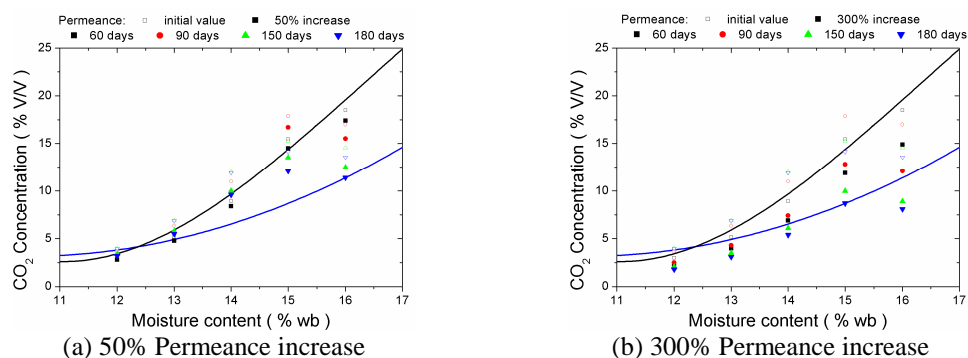 Permeance: initial value 50% increase
60 days 90 days 150 days 180 days
25
20
15
10
5
0
CO2 Concentration ( % V/V )
11 12 13 14 15 16 17
Moisture content ( % wb )
(a) 50% Permeance increase
Permeance: initial value 300% increase
60 days 90 days 150 days 180 days
25
20
15
10
5
0
CO2 Concentration ( % V/V )
11 12 13 14 15 16 17
Moisture content ( % wb )
(b) 300% Permeance increase